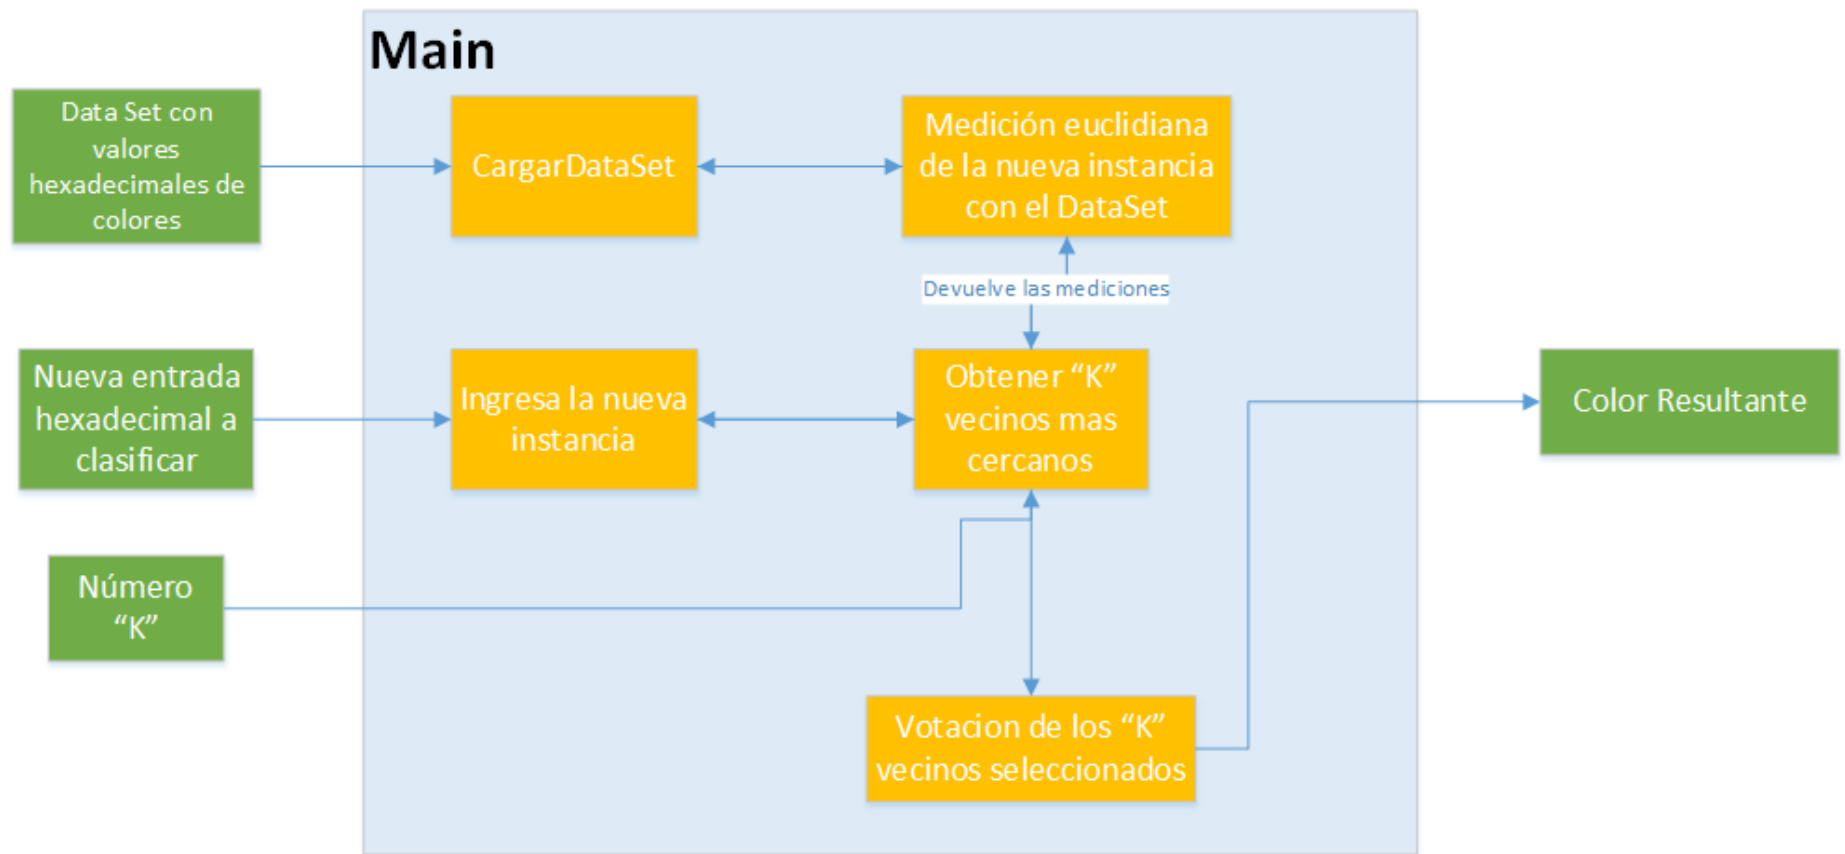 Main
Data Set con
valores
hexadecimales de
colores
CargarDataSet
Medición euclidiana
de la nueva instancia
con el DataSet
Devuelve las mediciones
Nueva entrada
hexadecimal a
clasificar
Ingresa la nueva
instancia
Obtener “K”
vecinos mas
cercanos
Color Resultante
Número
“K”
Votacion de los “K”
vecinos seleccionados